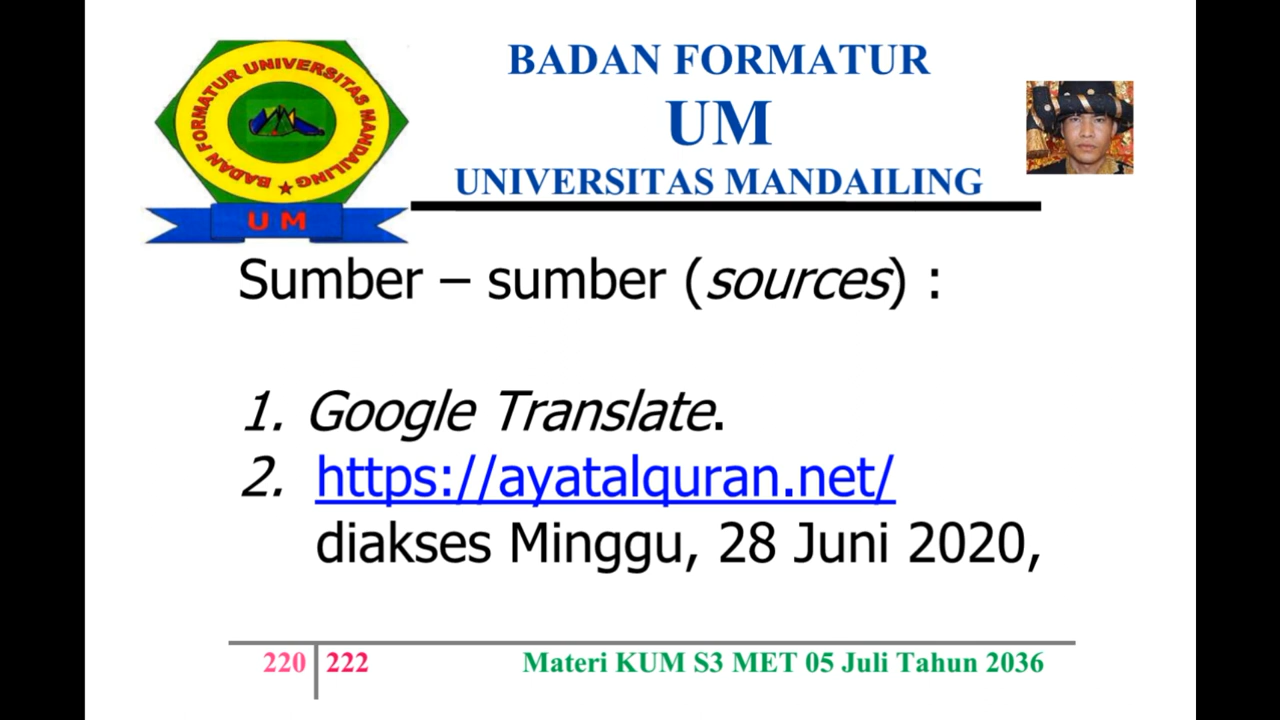 BADAN FORMATUR
UM
UNIVERSITAS MANDAILING
BADAN FORMATUR UNIVERSITAS MANDAILING
U M
Sumber – sumber (sources) :
1. Google Translate.
2. https://ayatalquran.net/
diakses Minggu, 28 Juni 2020,
220 222 Materi KUM S3 MET 05 Juli Tahun 2036